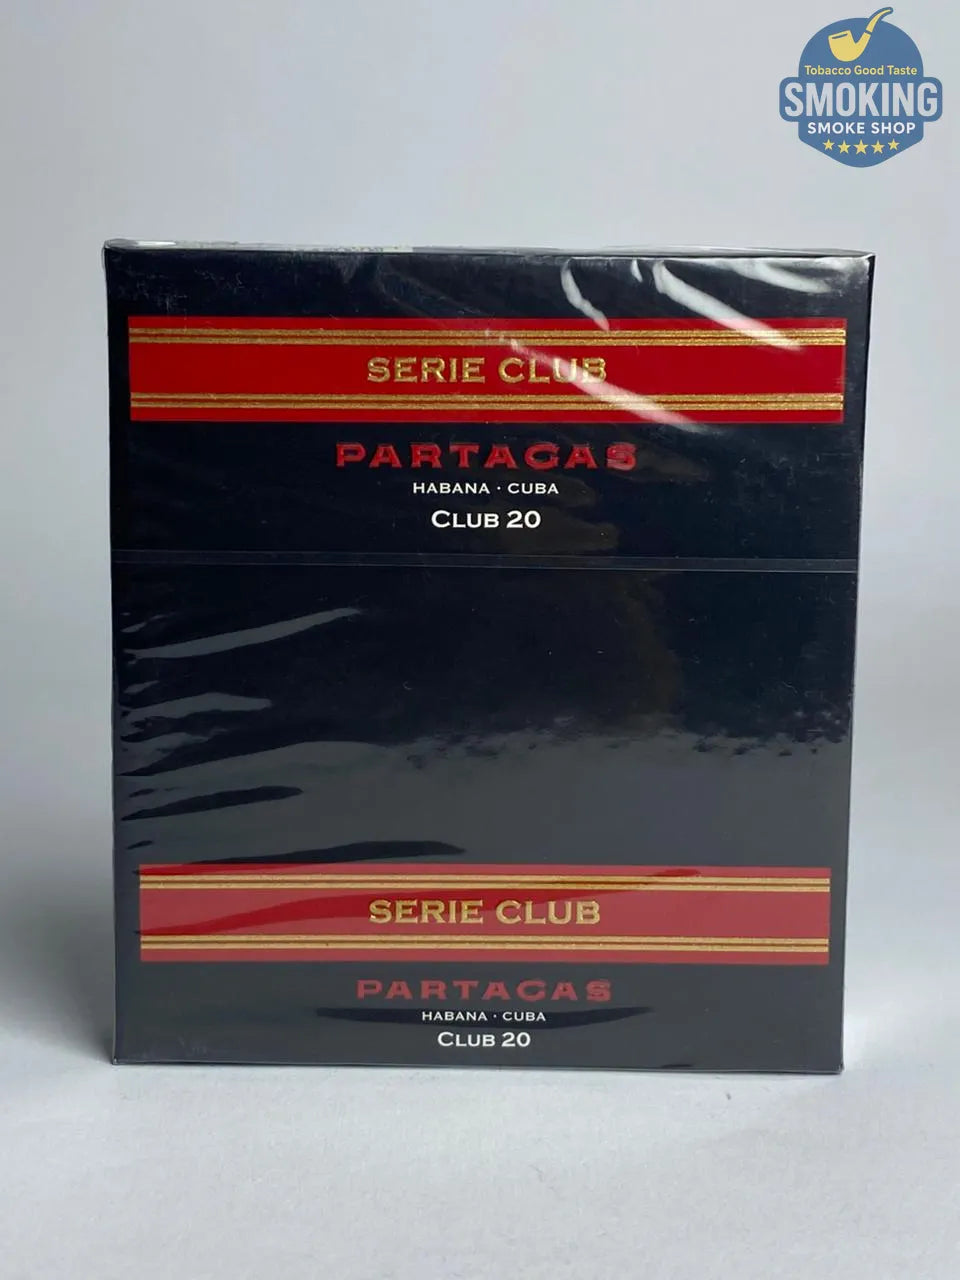 Tobacco Good Taste
SMOKING
SMOKE SHOP
SERIE CLUB
PARTAGAS
HABANA · CUBA
CLUB 20
SERIE CLUB
PARTAGAS
HABANA · CUBA
CLUB 20